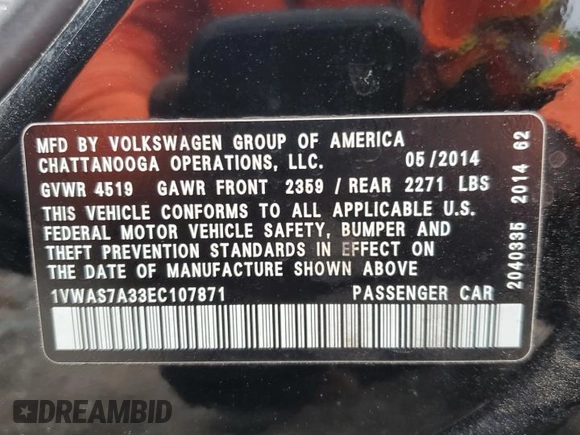 MFD BY VOLKSWAGEN GROUP OF AMERICA
CHATTANOOGA OPERATIONS, LLC. 05/2014
GVWR 4519 GAWR FRONT 2359 / REAR 2271 LBS
THIS VEHICLE CONFORMS TO ALL APPLICABLE U.S.
FEDERAL MOTOR VEHICLE SAFETY, BUMPER AND
THEFT PREVENTION STANDARDS IN EFFECT ON
THE DATE OF MANUFACTURE SHOWN ABOVE
1VWAS7A33EC107871 PASSENGER CAR
2040395 2014 62
DREAMBID